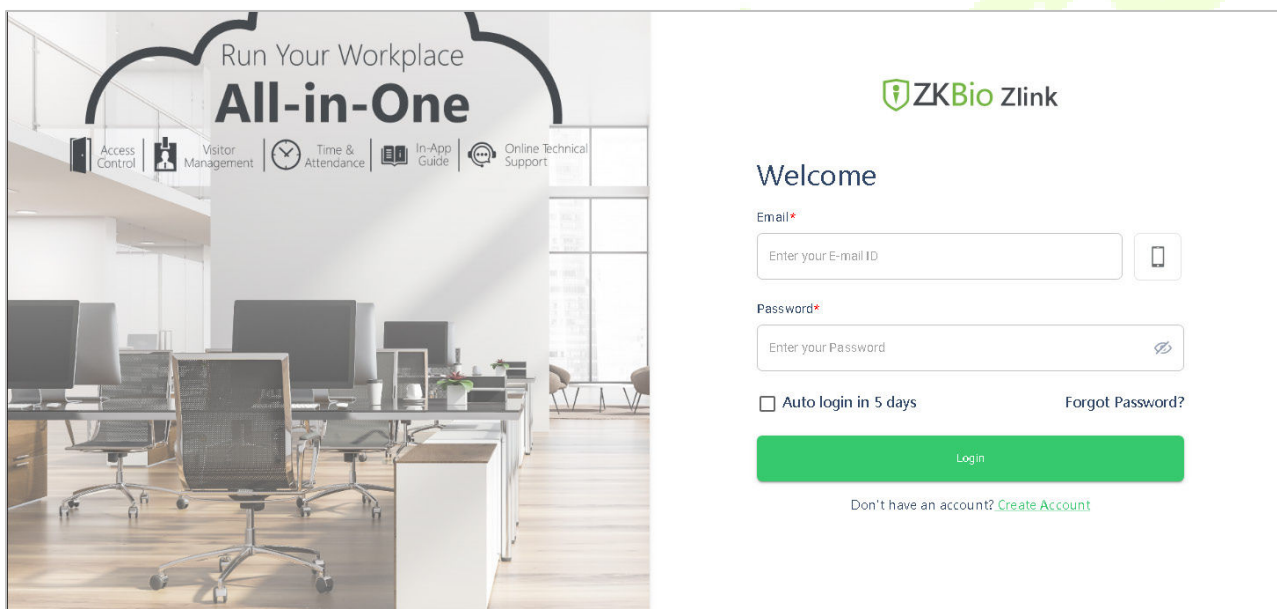 Run Your Workplace
All-in-One
Access
Control
Visitor
Management
Time &
Attendance
In-App
Guide
Online Technical
Support
ZKBio Zlink
Welcome
Email*
Enter your E-mail ID
Password*
Enter your Password
Auto login in 5 days
Forgot Password?
Login
Don't have an account? Create Account